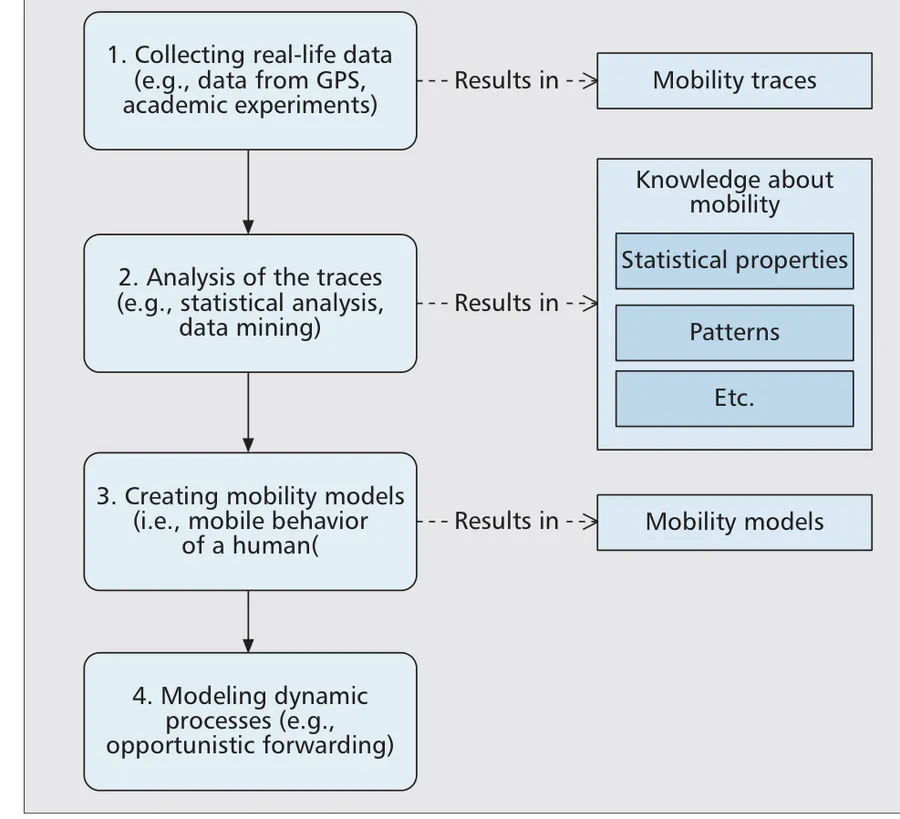 1. Collecting real-life data
(e.g., data from GPS,
academic experiments)
Results in
Mobility traces
2. Analysis of the traces
(e.g., statistical analysis,
data mining)
Results in
Knowledge about
mobility
Statistical properties
Patterns
Etc.
3. Creating mobility models
(i.e., mobile behavior
of a human(
Results in
Mobility models
4. Modeling dynamic
processes (e.g.,
opportunistic forwarding)